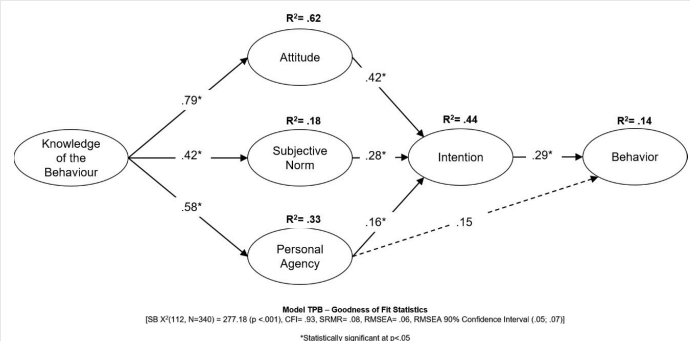 R²= .62
Attitude
.79*
.42*
R²= .18
R²= .44
R²= .14
Knowledge
of the
Behaviour
.42*
Subjective
Norm
.28*
Intention
.29*
Behavior
.58*
R²= .33
.16*
.15
Personal
Agency
Model TPB – Goodness of Fit Statistics
[SB X²(112, N=340) = 277.18 (p <.001), CFI= .93, SRMR= .08, RMSEA= .06, RMSEA 90% Confidence Interval (.05; .07)]
*Statistically significant at p<.05